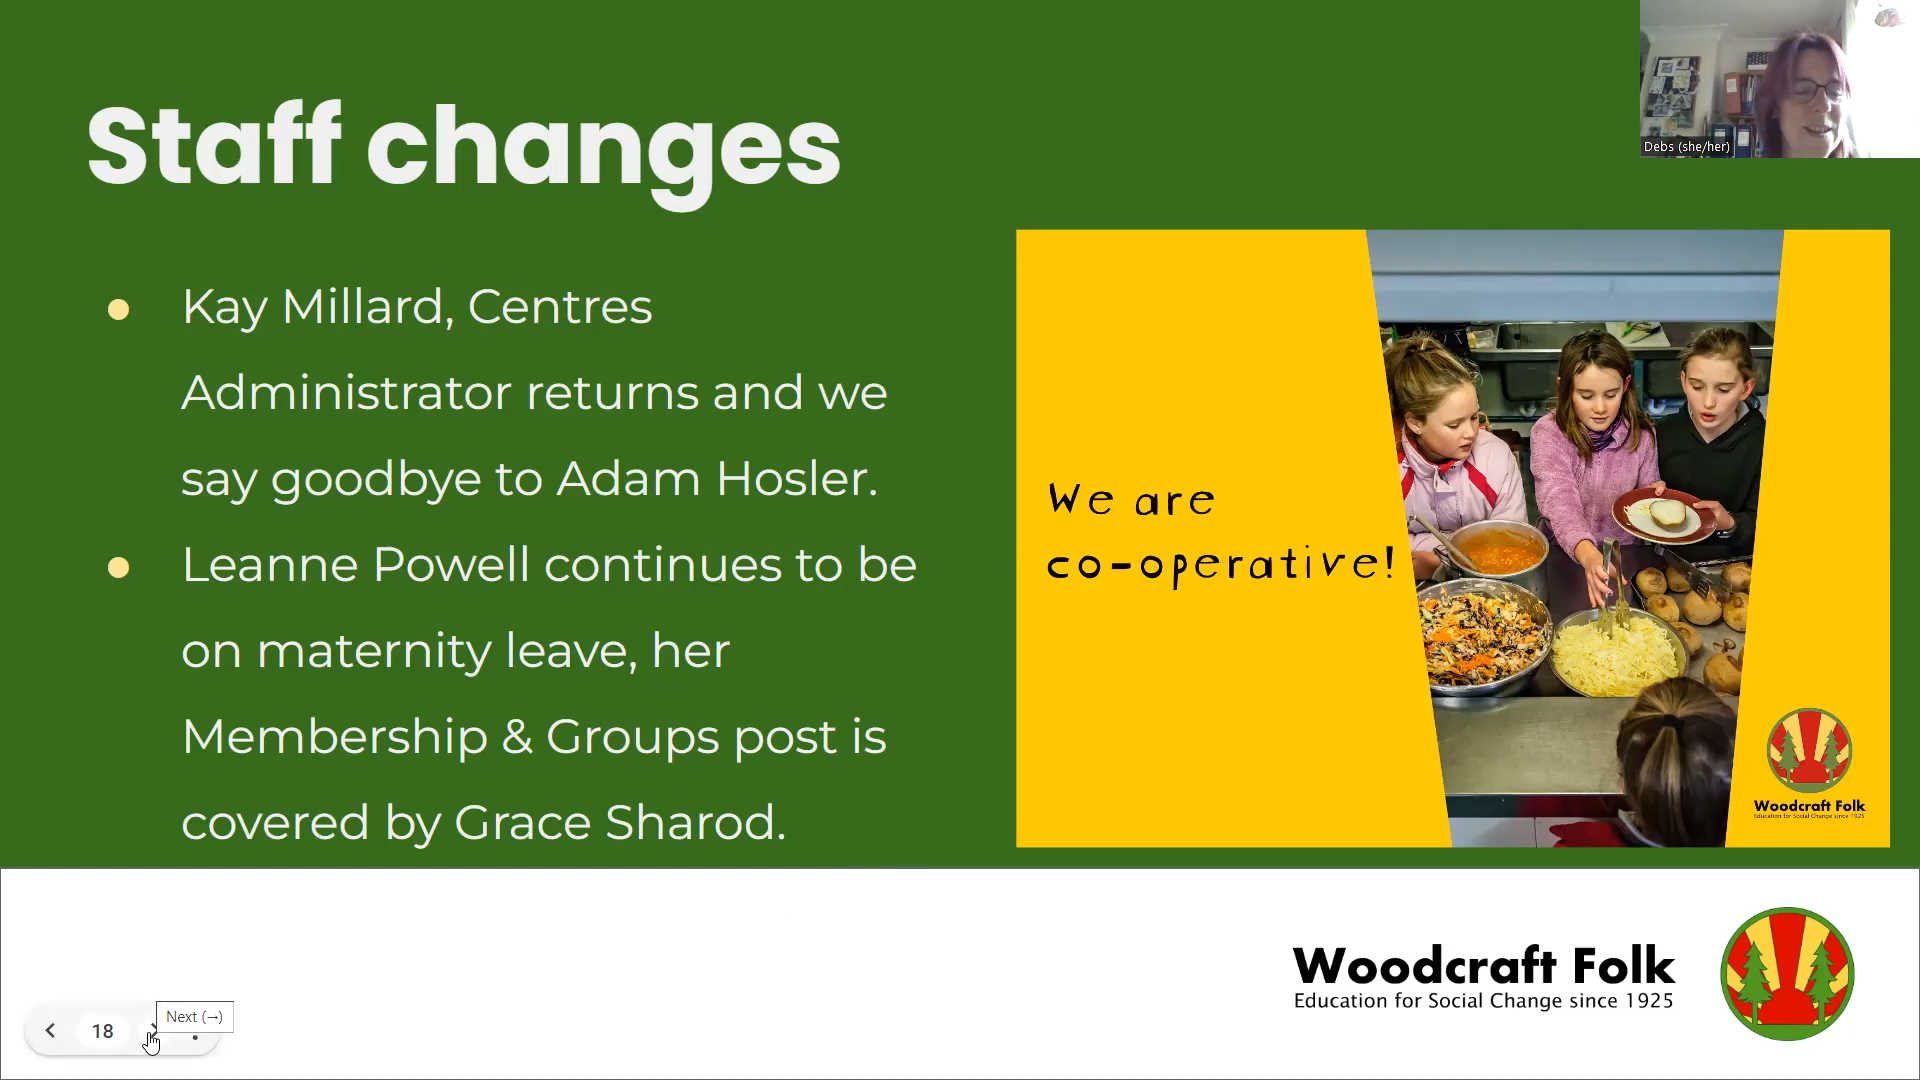 Staff changes
Debs (she/her)
● Kay Millard, Centres
Administrator returns and we
say goodbye to Adam Hosler.
● Leanne Powell continues to be
on maternity leave, her
Membership & Groups post is
covered by Grace Sharod.
We are
co-operative!
Woodcraft Folk
Education for Social Change since 1925
Woodcraft Folk
Education for Social Change since 1925
18
Next (→)